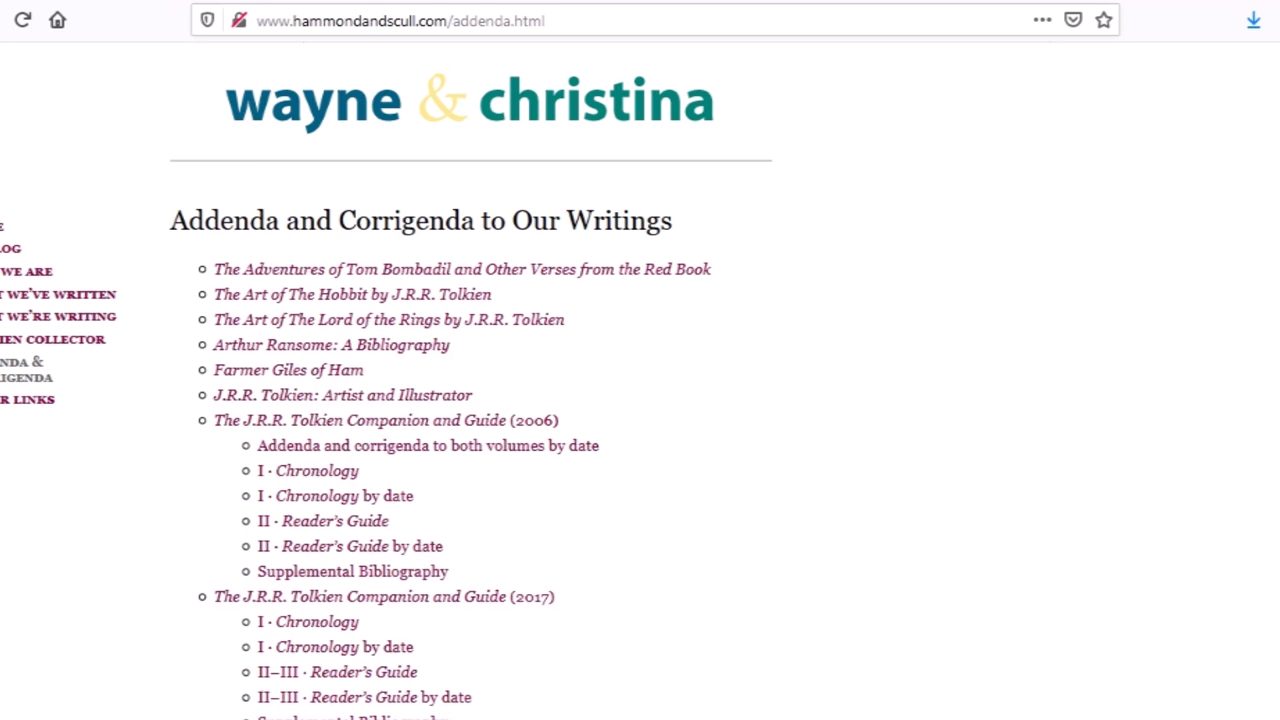 www.hammondandscull.com/addenda.html
wayne & christina
Addenda and Corrigenda to Our Writings
The Adventures of Tom Bombadil and Other Verses from the Red Book
The Art of The Hobbit by J.R.R. Tolkien
The Art of The Lord of the Rings by J.R.R. Tolkien
Arthur Ransome: A Bibliography
Farmer Giles of Ham
J.R.R. Tolkien: Artist and Illustrator
The J.R.R. Tolkien Companion and Guide (2006)
Addenda and corrigenda to both volumes by date
I · Chronology
I · Chronology by date
II · Reader's Guide
II · Reader's Guide by date
Supplemental Bibliography
The J.R.R. Tolkien Companion and Guide (2017)
I · Chronology
I · Chronology by date
II–III · Reader's Guide
II–III · Reader's Guide by date
E
OG
WE ARE
T WE'VE WRITTEN
T WE'RE WRITING
IEN COLLECTOR
NDA &
IGENDA
R LINKS